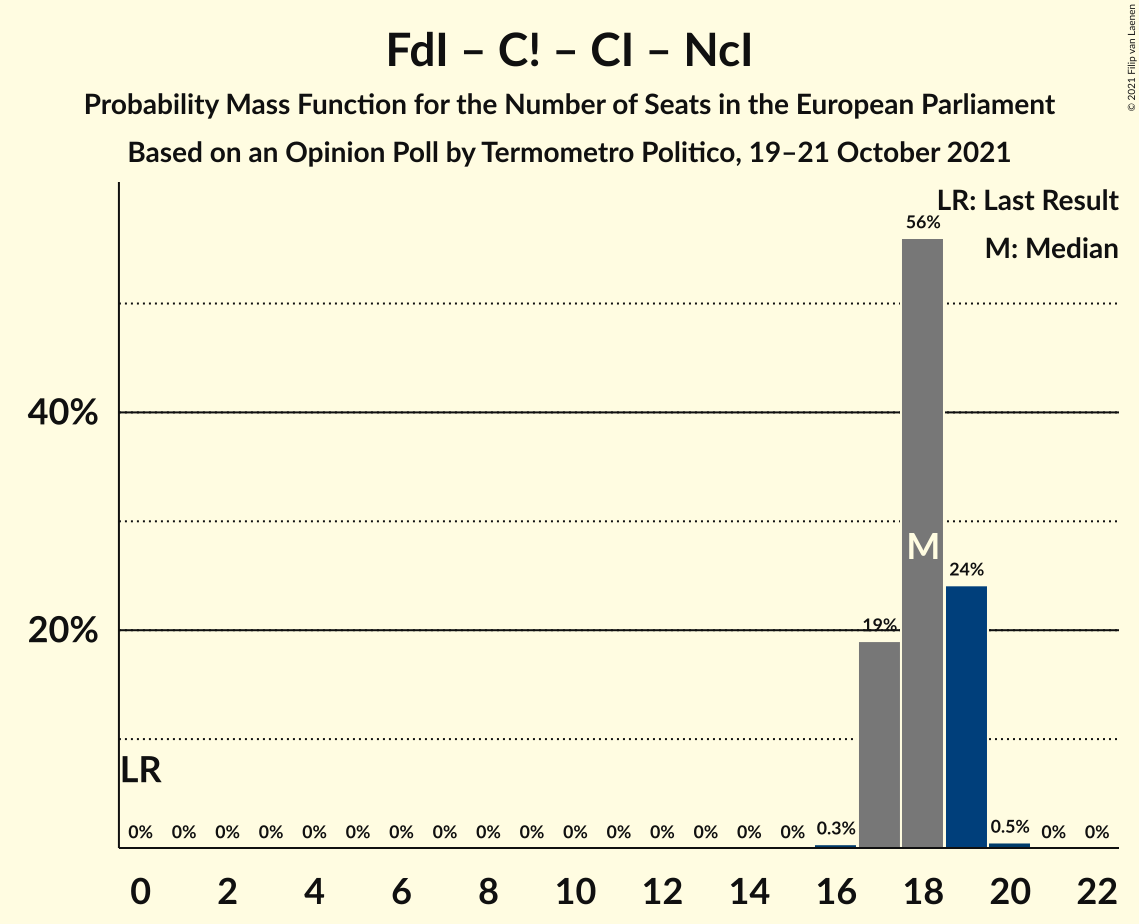 FdI – C! – CI – NcI
Probability Mass Function for the Number of Seats in the European Parliament
Based on an Opinion Poll by Termometro Politico, 19–21 October 2021
© 2021 Filip van Laenen
LR: Last Result
M: Median
56%
40%
M
24%
20%
19%
LR
0% 0% 0% 0% 0% 0% 0% 0% 0% 0% 0% 0% 0% 0% 0% 0% 0.3% 0.5% 0% 0%
0 2 4 6 8 10 12 14 16 18 20 22